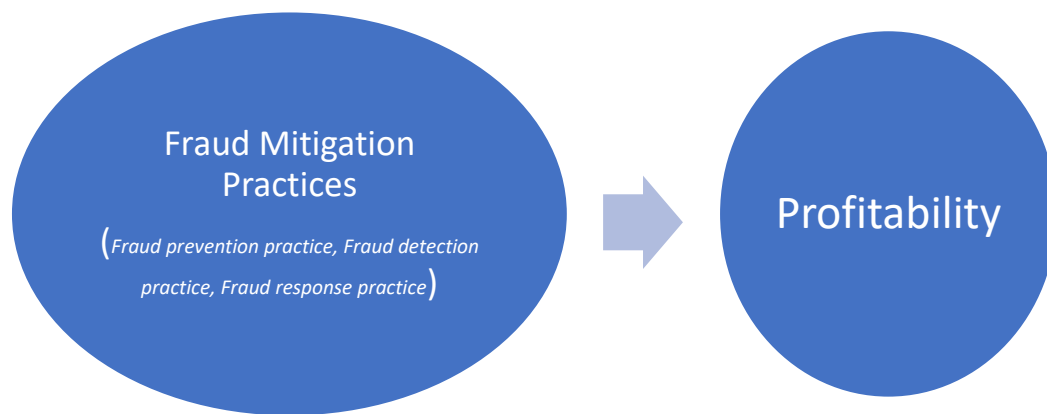 Fraud Mitigation
Practices
(Fraud prevention practice, Fraud detection
practice, Fraud response practice)
Profitability